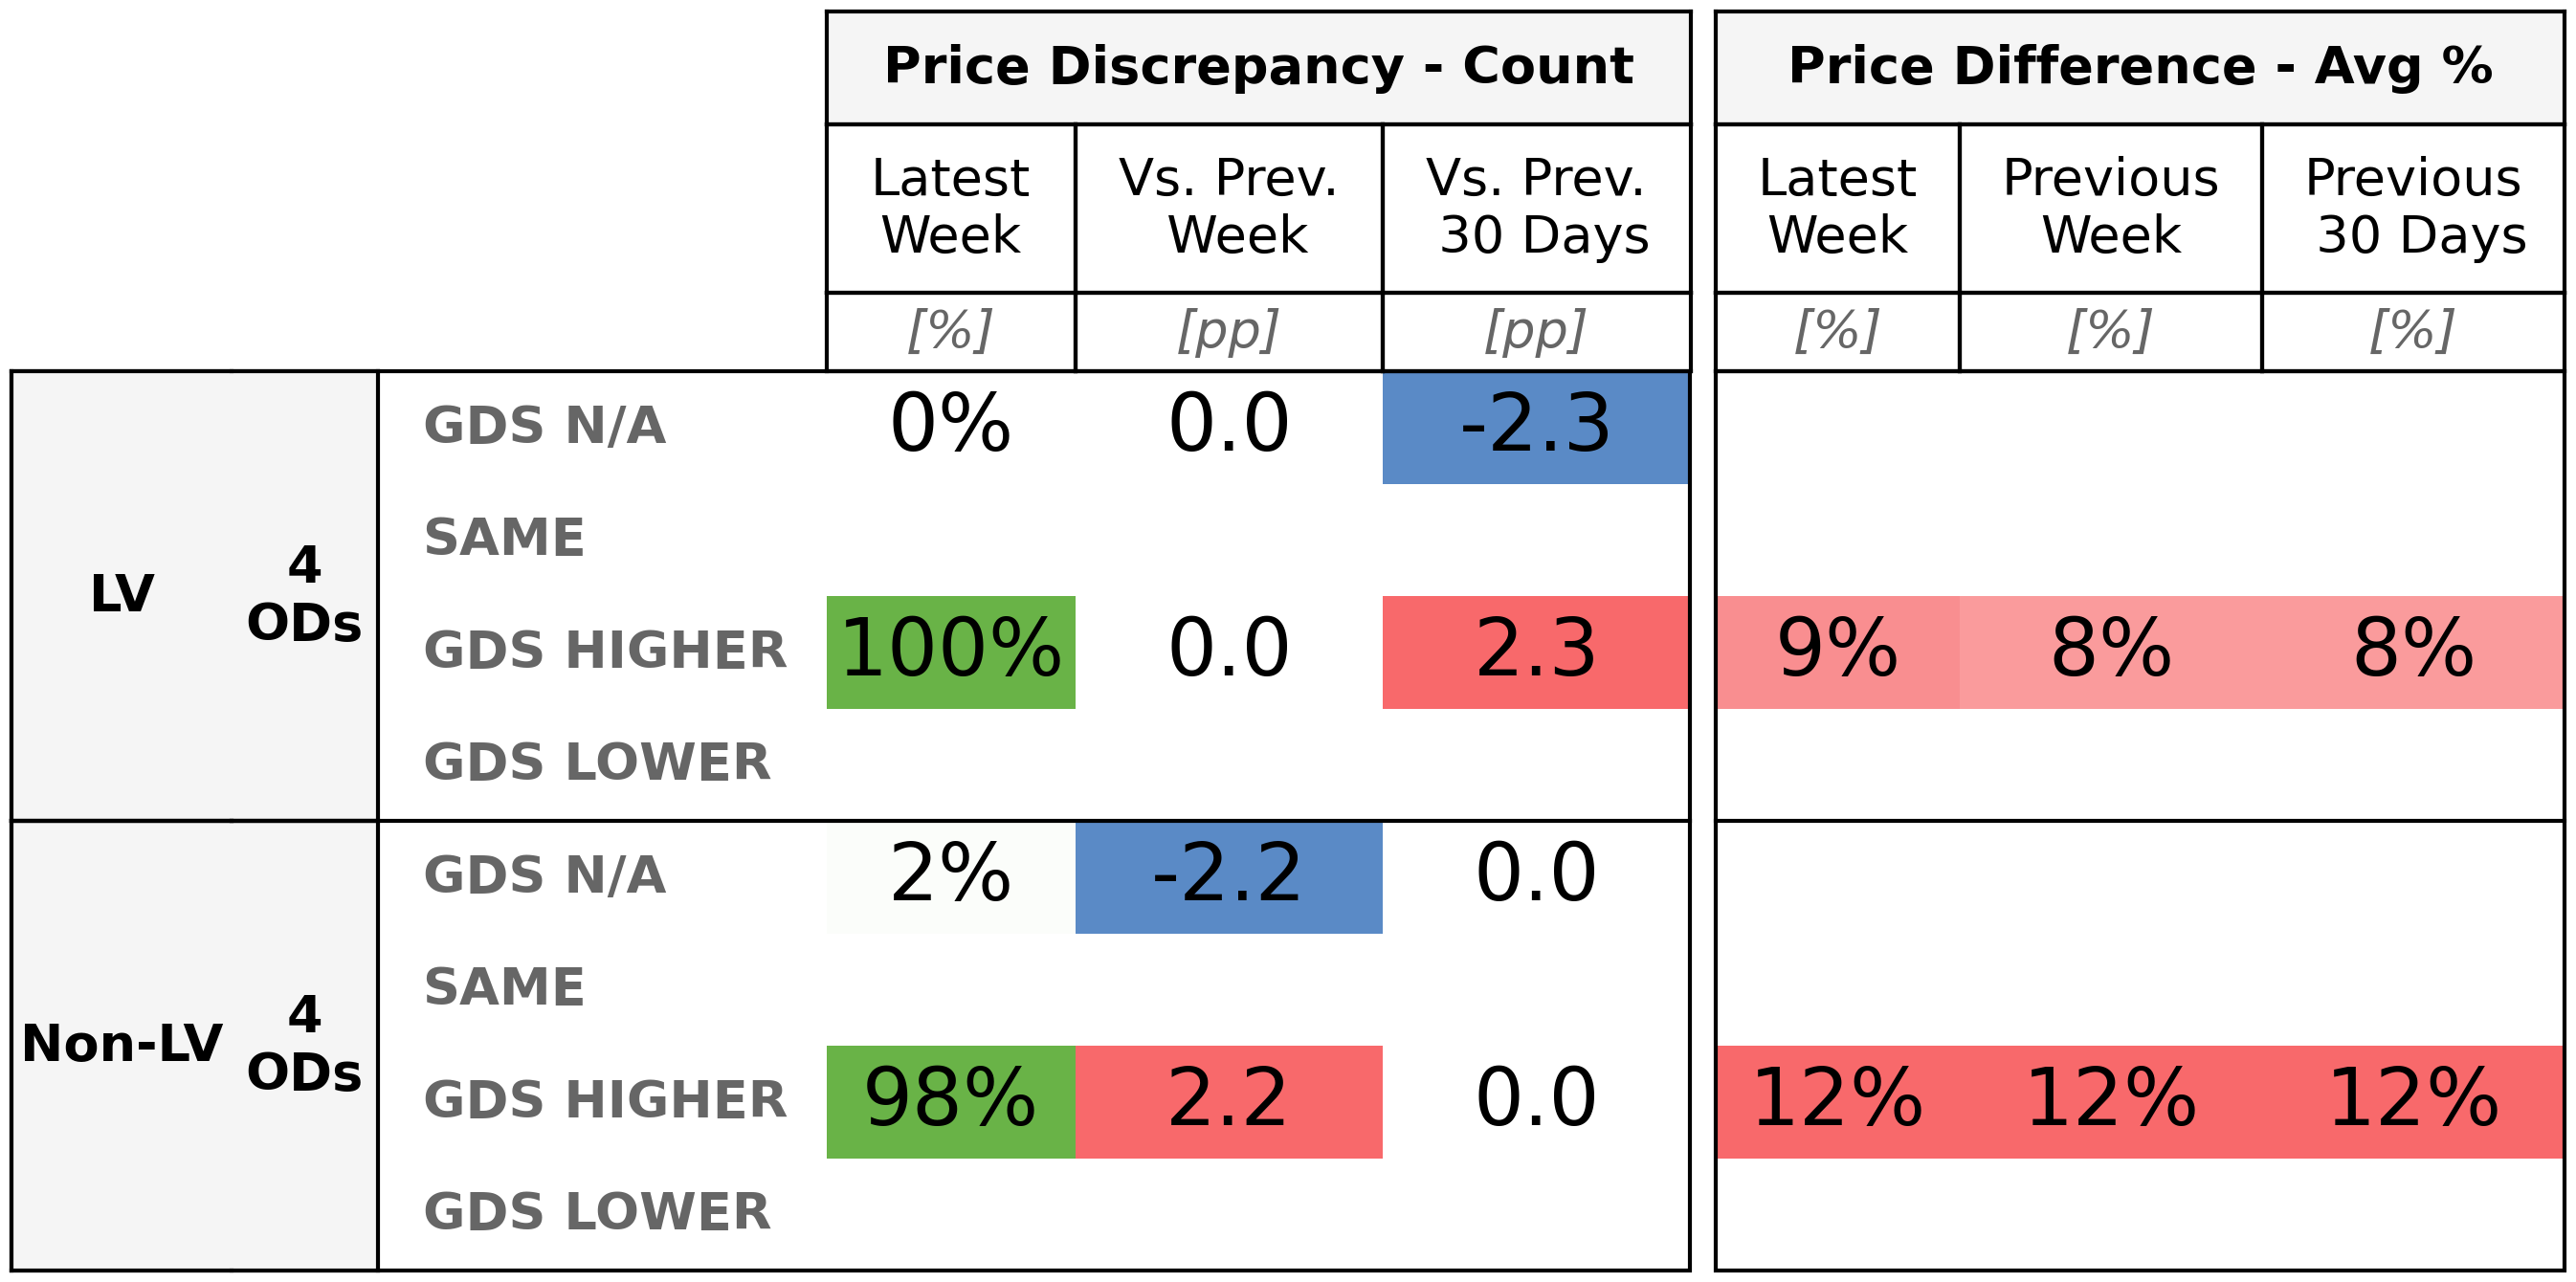 Price Discrepancy - Count Price Difference - Avg %
Latest Week Vs. Prev. Week Vs. Prev. 30 Days Latest Week Previous Week Previous 30 Days
[%] [pp] [pp] [%] [%] [%]
LV 4 ODs
GDS N/A 0% 0.0 -2.3
SAME
GDS HIGHER 100% 0.0 2.3 9% 8% 8%
GDS LOWER
Non-LV 4 ODs
GDS N/A 2% -2.2 0.0
SAME
GDS HIGHER 98% 2.2 0.0 12% 12% 12%
GDS LOWER